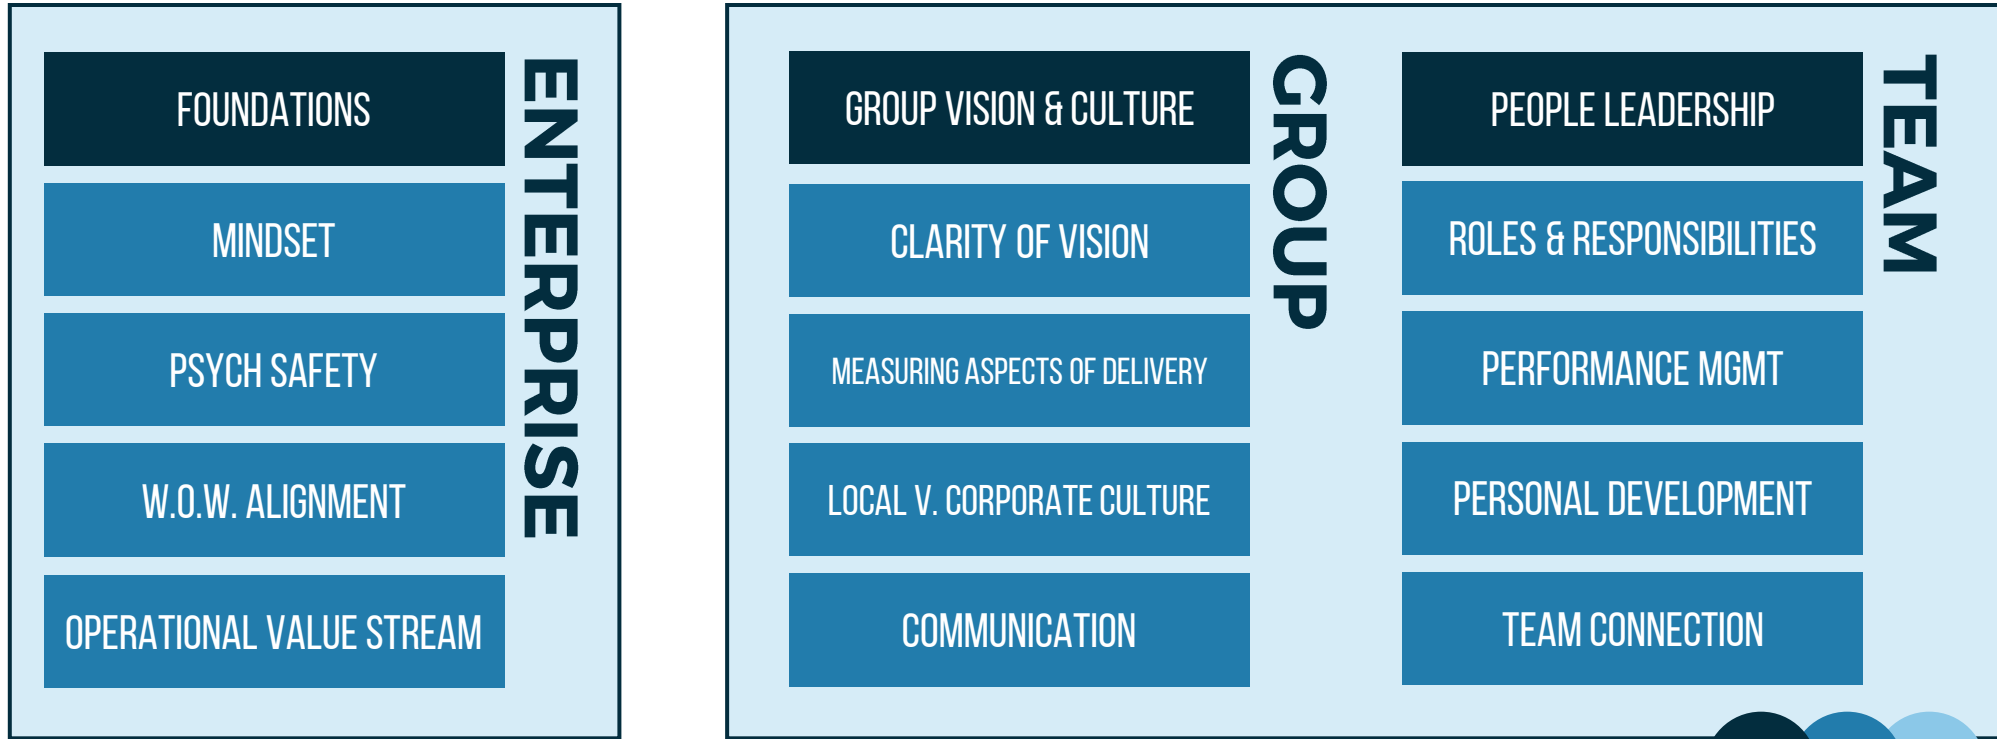 ENTERPRISE
FOUNDATIONS
MINDSET
PSYCH SAFETY
W.O.W. ALIGNMENT
OPERATIONAL VALUE STREAM
GROUP
GROUP VISION & CULTURE
CLARITY OF VISION
MEASURING ASPECTS OF DELIVERY
LOCAL V. CORPORATE CULTURE
COMMUNICATION
TEAM
PEOPLE LEADERSHIP
ROLES & RESPONSIBILITIES
PERFORMANCE MGMT
PERSONAL DEVELOPMENT
TEAM CONNECTION